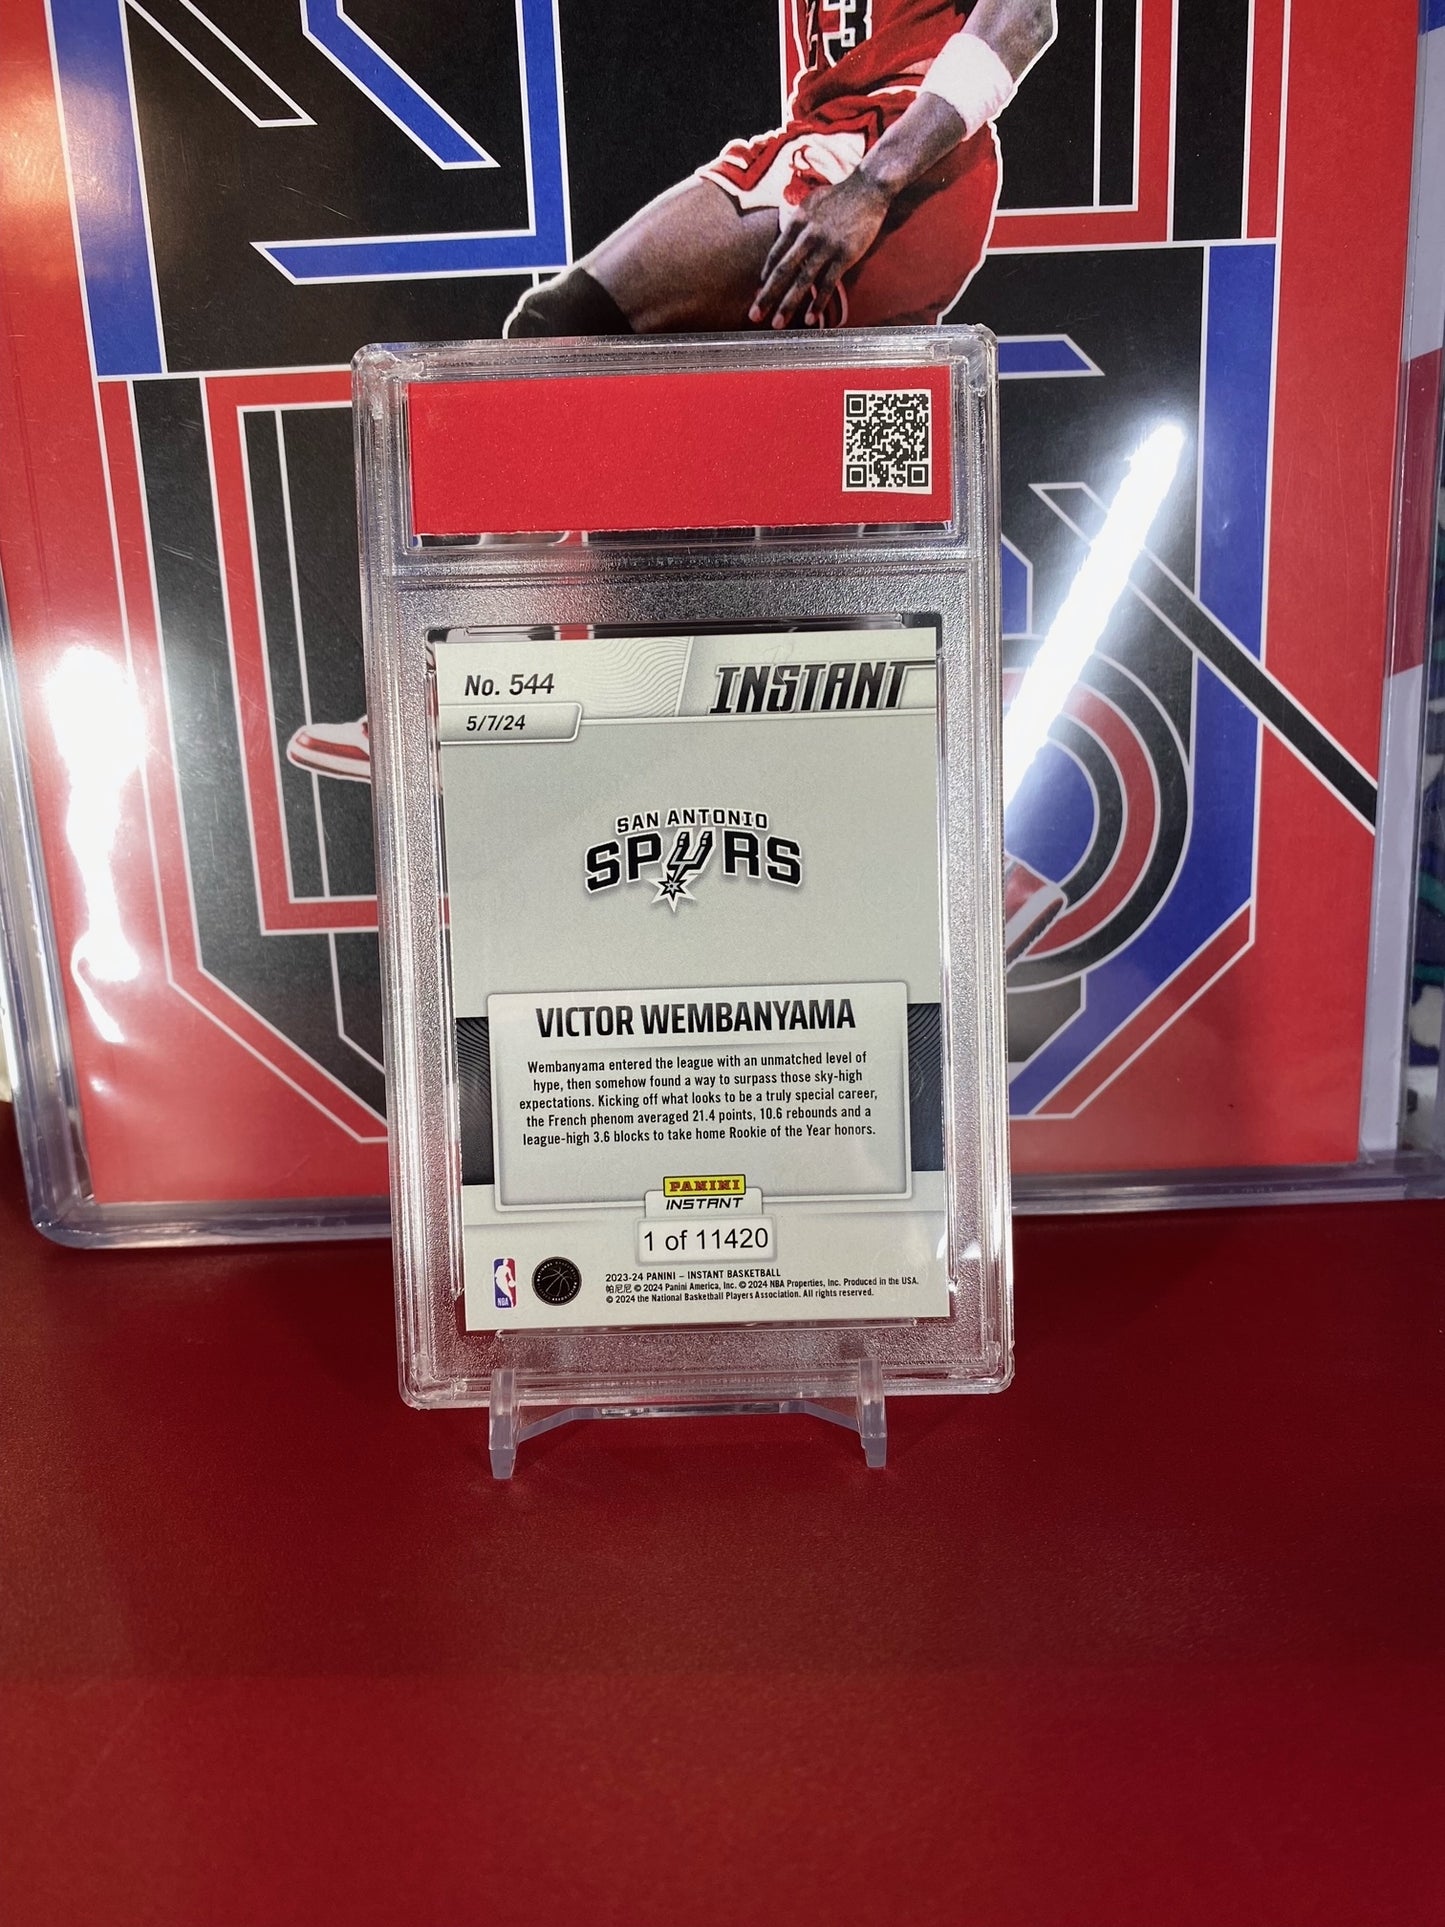 No. 544
INSTANT
5/7/24
SAN ANTONIO
SPURS
VICTOR WEMBANYAMA
Wembanyama entered the league with an unmatched level of
hype, then somehow found a way to surpass those sky-high
expectations. Kicking off what looks to be a truly special career,
the French phenom averaged 21.4 points, 10.6 rebounds and a
league-high 3.6 blocks to take home Rookie of the Year honors.
PANINI
INSTANT
1 of 11420
NBA
2023-24 PANINI – INSTANT BASKETBALL
帕尼尼 © 2024 Panini America, Inc. © 2024 NBA Properties, Inc. Produced in the USA.
© 2024 the National Basketball Players Association. All rights reserved.